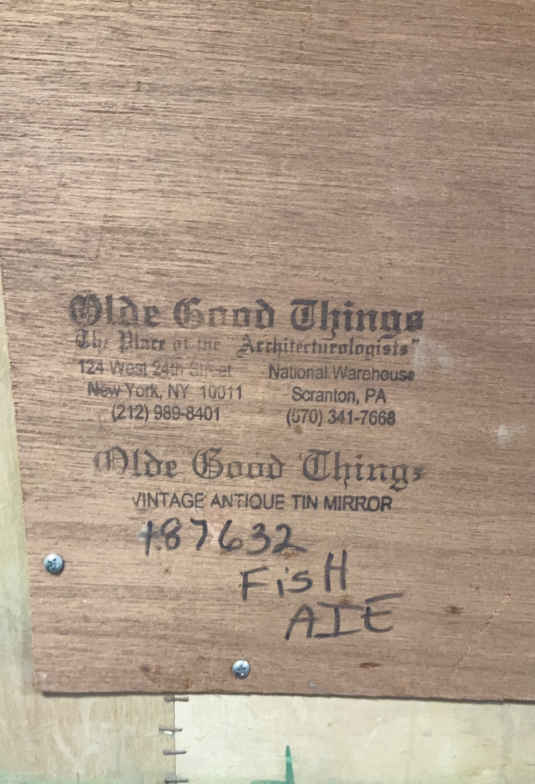 Olde Good Things
The Place of the Architecturologists"
124 West 24th Street National Warehouse
New York, NY 10011 Scranton, PA
(212) 989-8401 (570) 341-7668
Olde Good Things
VINTAGE ANTIQUE TIN MIRROR
187632
FisH
AIE